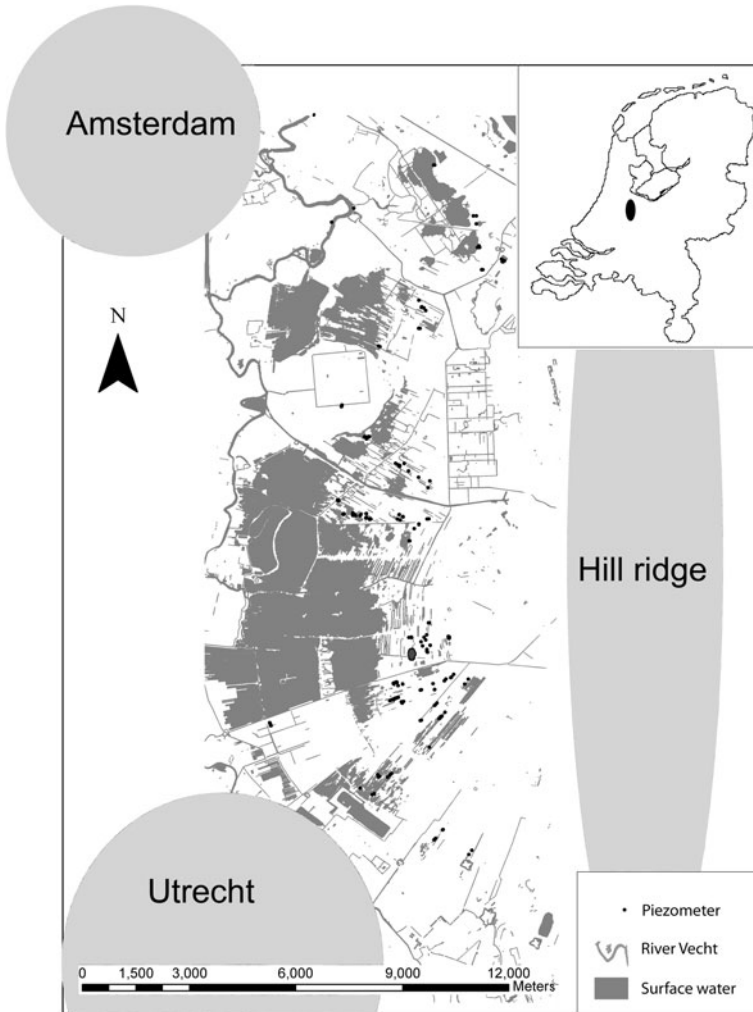 Amsterdam
N
Hill ridge
Utrecht
0 1,500 3,000 6,000 9,000 12,000
Meters
Piezometer
River Vecht
Surface water